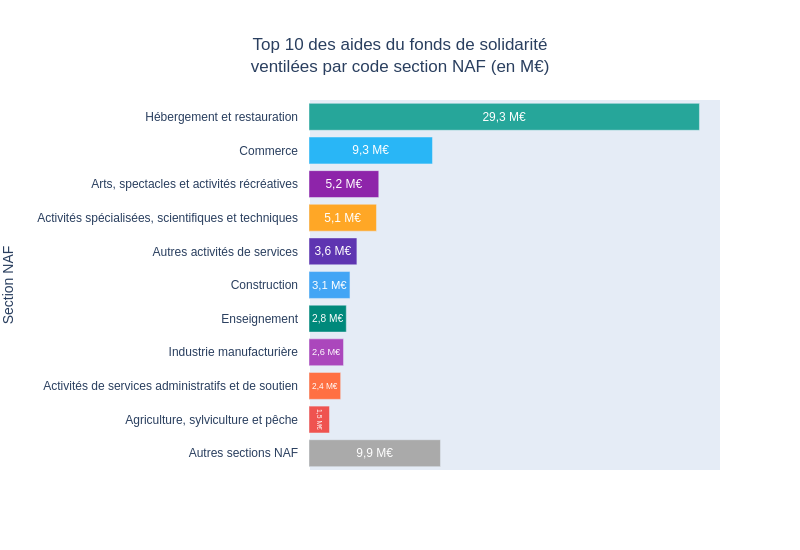 Top 10 des aides du fonds de solidarité
ventilées par code section NAF (en M€)
Section NAF
Hébergement et restauration 29,3 M€
Commerce 9,3 M€
Arts, spectacles et activités récréatives 5,2 M€
Activités spécialisées, scientifiques et techniques 5,1 M€
Autres activités de services 3,6 M€
Construction 3,1 M€
Enseignement 2,8 M€
Industrie manufacturière 2,6 M€
Activités de services administratifs et de soutien 2,4 M€
Agriculture, sylviculture et pêche 1,5 M€
Autres sections NAF 9,9 M€